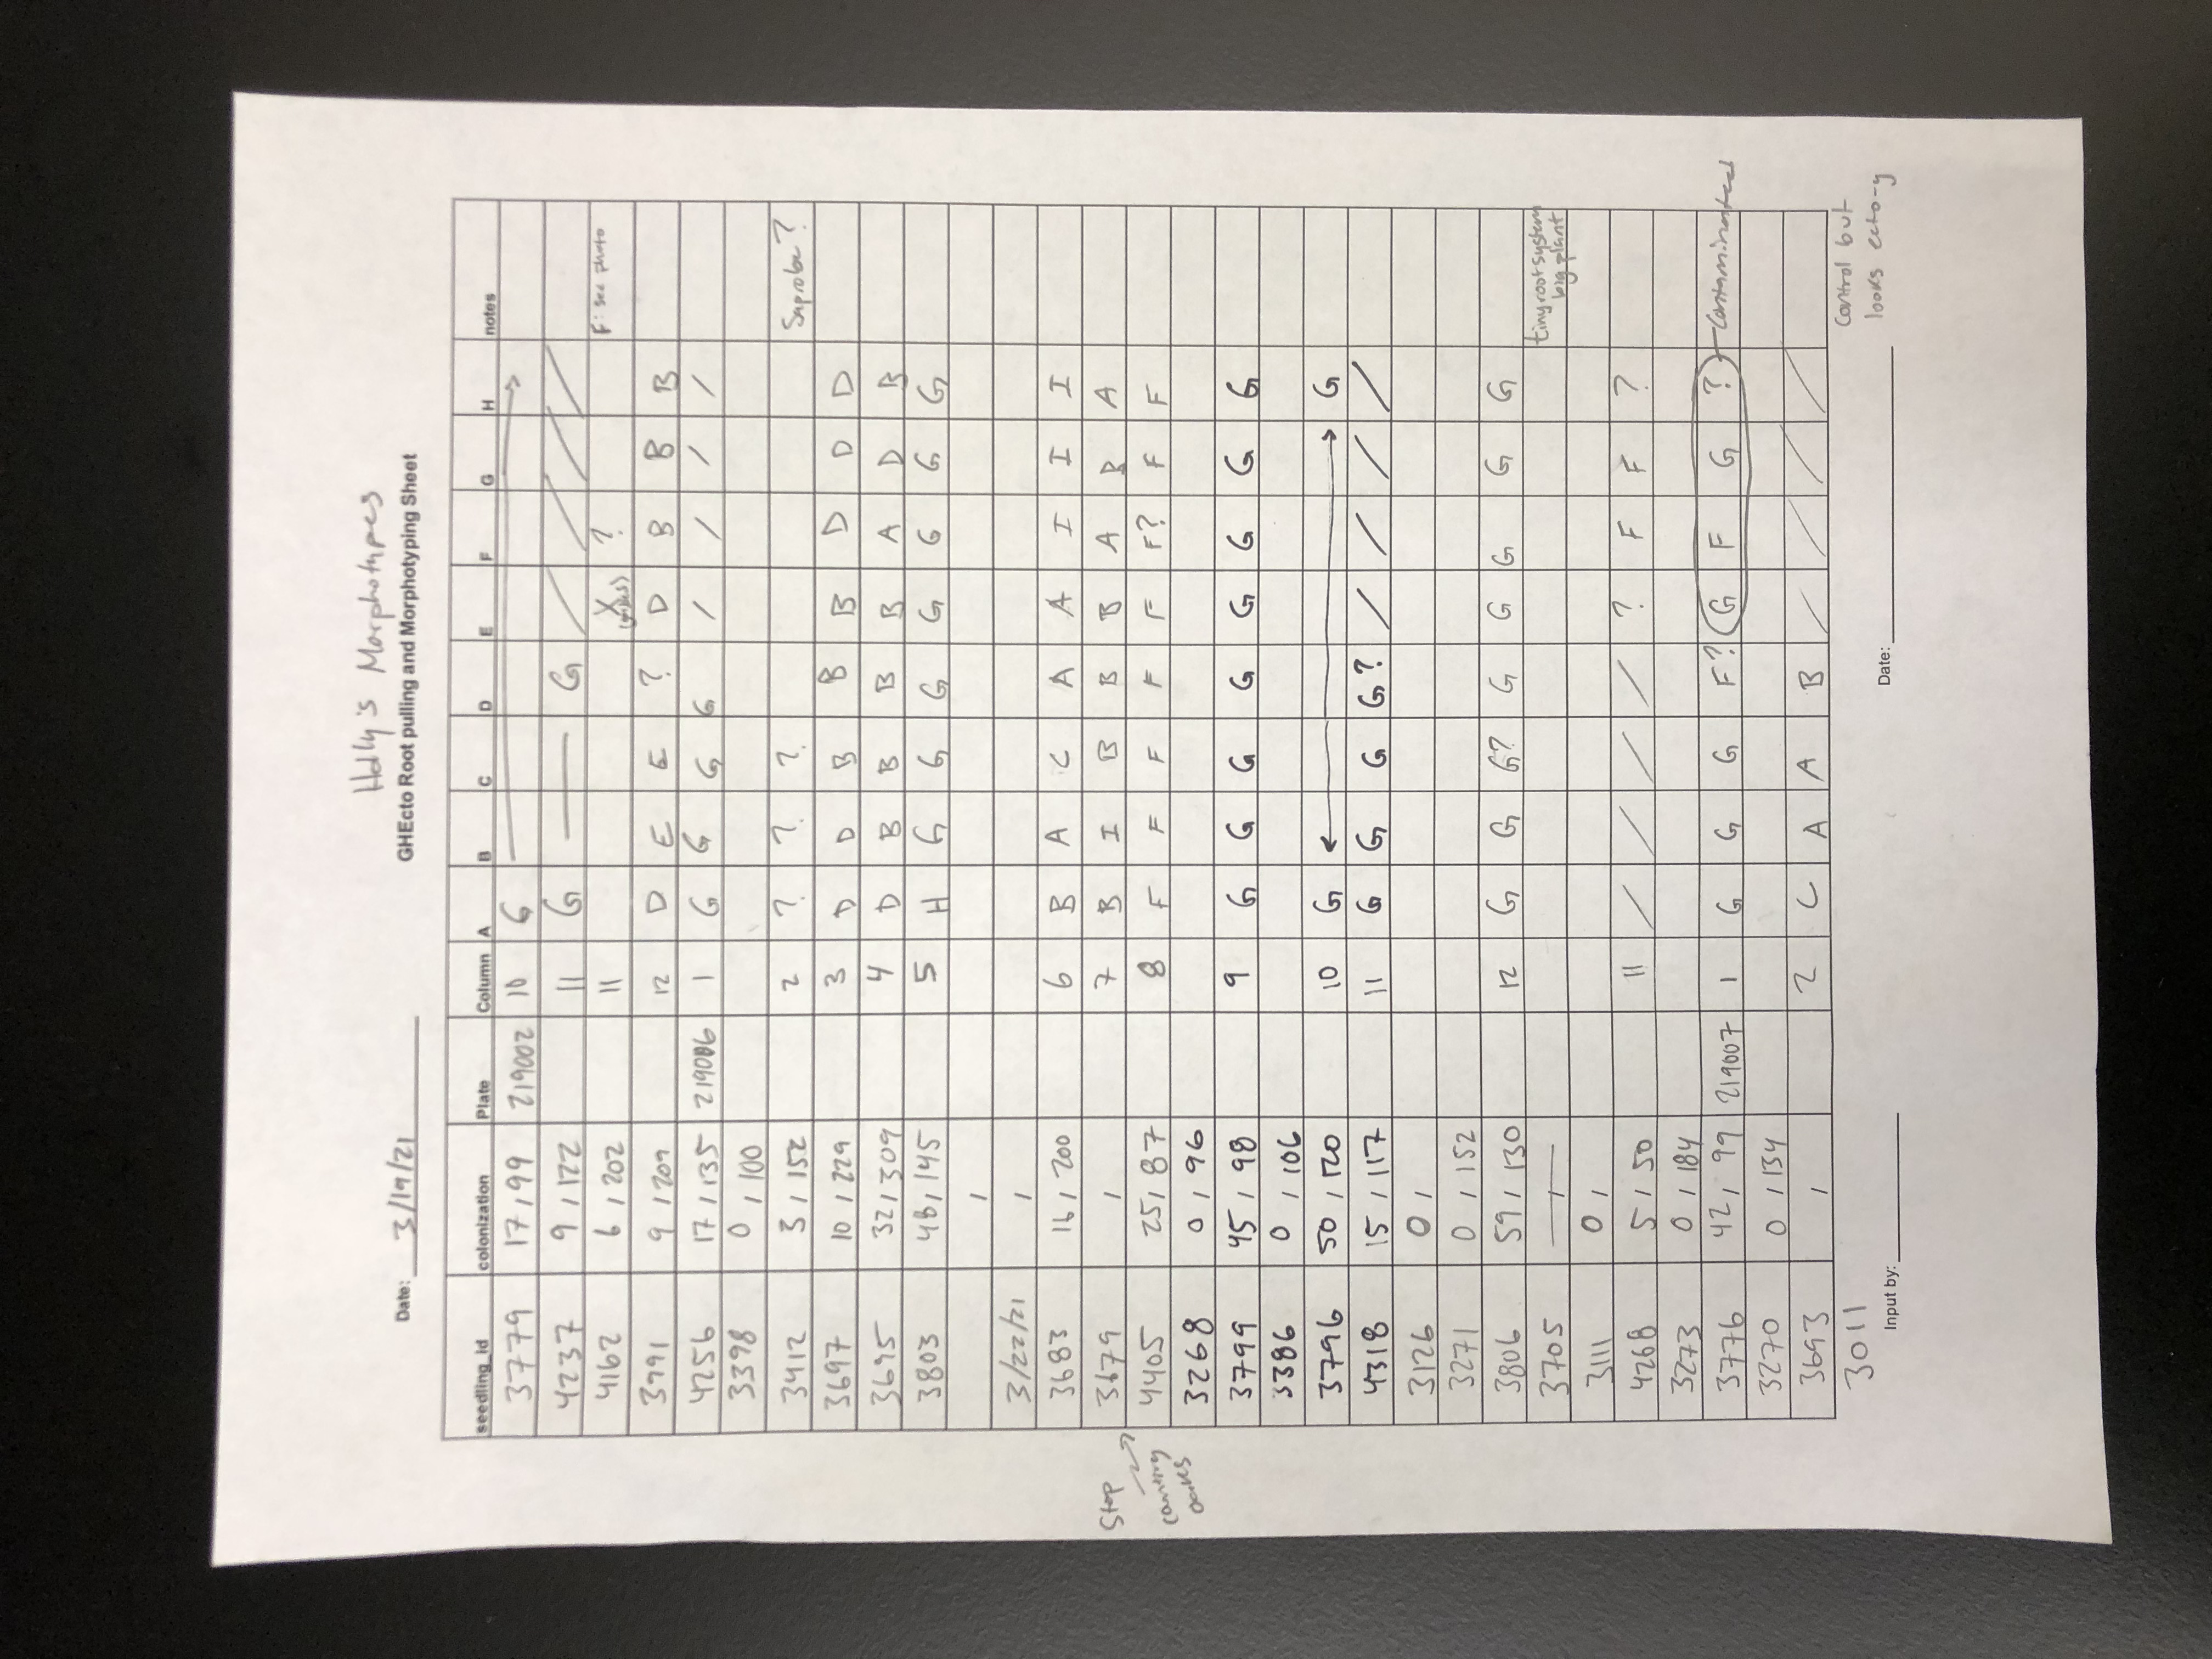 Holly's Morphotypes
Date: 3/19/21 GHEcto Root pulling and Morphotyping Sheet
seedling_id colonization Plate Column A B C D E F G H notes
3779 17, 99 219002 10 G →
4237 9, 122 11 G — — G / / / /
4162 6, 202 11 X ? F: see photo
3991 9, 209 12 D E E ? D B B B
4256 17, 135 219006 1 G G G G / / / /
3398 0, 100
3412 3, 152 2 ? ? ? Saprobe?
3697 10, 229 3 D D B B B D D D
3695 32, 309 4 D B B B B A D B
3803 48, 145 5 H G G G G G G G
,
3/22/21 ,
3683 16, 200 6 B A C A A I I I
Stop
3679 , 7 B I B B B A B A
4405 25, 87 8 F F F F F F? F F
counting
oaks
3268 0, 96
3799 45, 98 9 G G G G G G G G
3386 0, 106
3796 50, 120 10 G ←→ G
4318 15, 117 11 G G G G? / / / /
3126 0,
3271 0, 152
3806 59, 130 12 G G G? G G G G G
3705 —,— tiny root system
big plant
3111 0,
4268 5, 50 11 / / / / ? F F ?
3273 0, 184
3776 42, 99 219007 1 G G G F? G F G ? Contaminated
3270 0, 134
3693 , 2 C A A B / / / /
3011 Control but
looks ecto-y
Input by: Date: